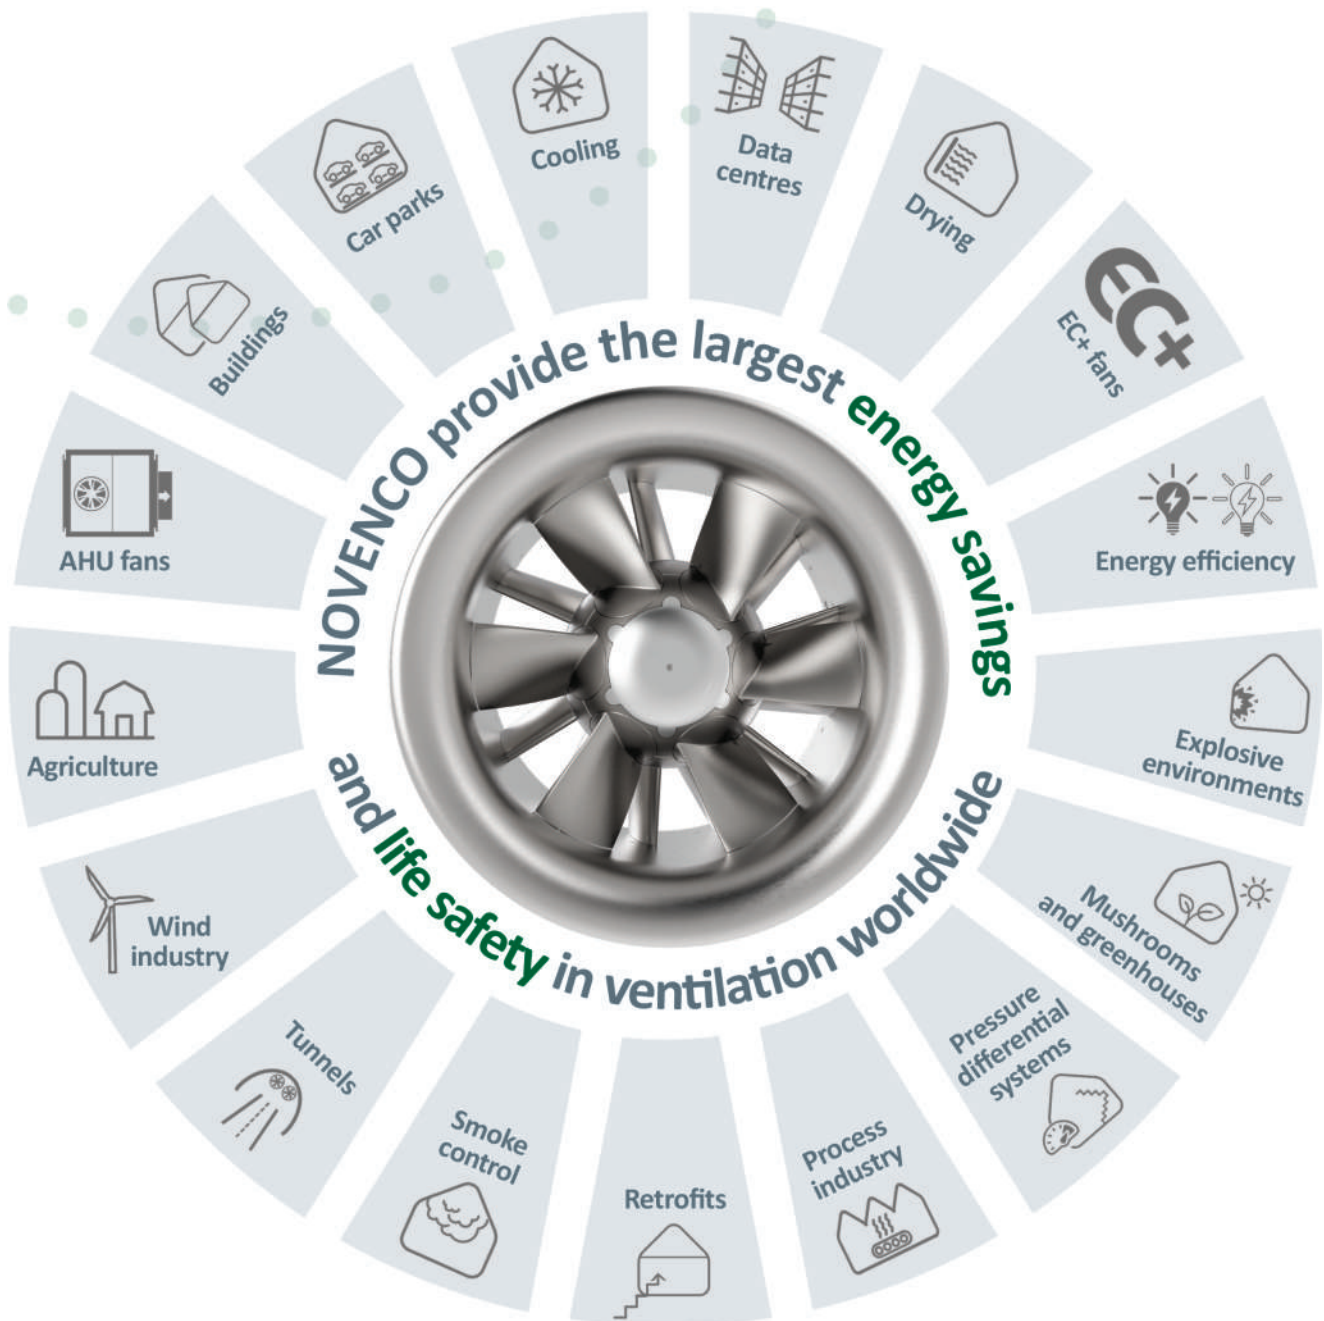 Cooling
Data
centres
Drying
EC+
EC+ fans
Energy efficiency
Explosive
environments
Mushrooms
and greenhouses
Pressure
differential
systems
Process
industry
Retrofits
Smoke
control
Tunnels
Wind
industry
Agriculture
AHU fans
Buildings
Car parks
NOVENCO provide the largest energy savings
and life safety in ventilation worldwide